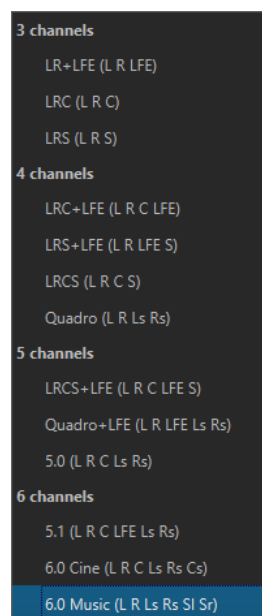 3 channels
LR+LFE (L R LFE)
LRC (L R C)
LRS (L R S)
4 channels
LRC+LFE (L R C LFE)
LRS+LFE (L R LFE S)
LRCS (L R C S)
Quadro (L R Ls Rs)
5 channels
LRCS+LFE (L R C LFE S)
Quadro+LFE (L R LFE Ls Rs)
5.0 (L R C Ls Rs)
6 channels
5.1 (L R C LFE Ls Rs)
6.0 Cine (L R C Ls Rs Cs)
6.0 Music (L R Ls Rs Sl Sr)